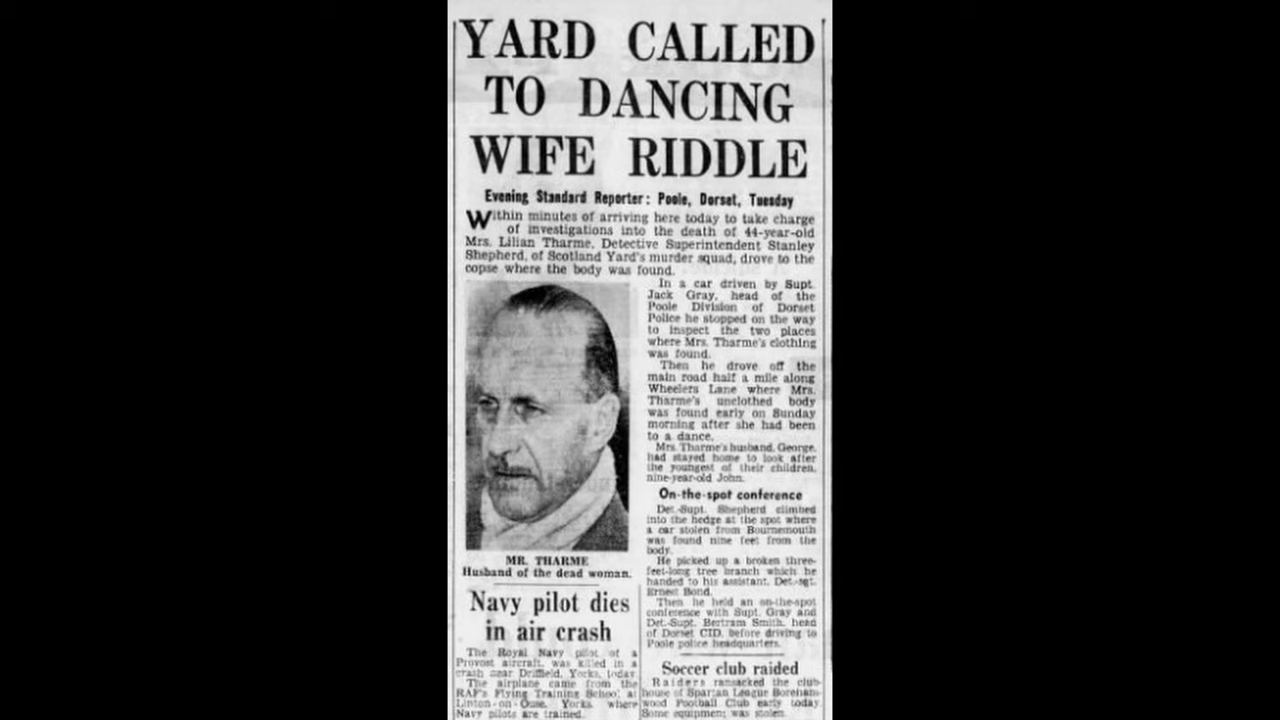 YARD CALLED
TO DANCING
WIFE RIDDLE
Evening Standard Reporter: Poole, Dorset, Tuesday
Within minutes of arriving here today to take charge
of investigations into the death of 44-year-old
Mrs. Lilian Tharme, Detective Superintendent Stanley
Shepherd, of Scotland Yard's murder squad, drove to the
copse where the body was found.
In a car driven by Supt.
Jack Gray, head of the
Poole Division of Dorset
Police he stopped on the way
to inspect the two places
where Mrs. Tharme's clothing
was found.
Then he drove off the
main road half a mile along
Wheelers Lane where Mrs.
Tharme's unclothed body
was found early on Sunday
morning after she had been
to a dance.
Mrs. Tharme's husband, George,
had stayed home to look after
the youngest of their children,
nine-year-old John.
On-the-spot conference
Det.-Supt. Shepherd climbed
into the hedge at the spot where
a car stolen from Bournemouth
was found nine feet from the
body.
He picked up a broken three-
feet-long tree branch which he
handed to his assistant, Det.-sgt.
Ernest Bond.
Then he held an on-the-spot
conference with Supt. Gray and
Det.-Supt. Bertram Smith, head
of Dorset CID, before driving to
Poole police headquarters.
MR. THARME
Husband of the dead woman.
Navy pilot dies
in air crash
The Royal Navy pilot of a
Provost aircraft, was killed in a
crash near Driffield, Yorks, today.
The airplane came from the
RAF's Flying Training School at
Linton-on-Ouse, Yorks, where
Navy pilots are trained.
Soccer club raided
Raiders ransacked the club-
house of Spartan League Boreham-
wood Football Club early today.
Some equipment was stolen.